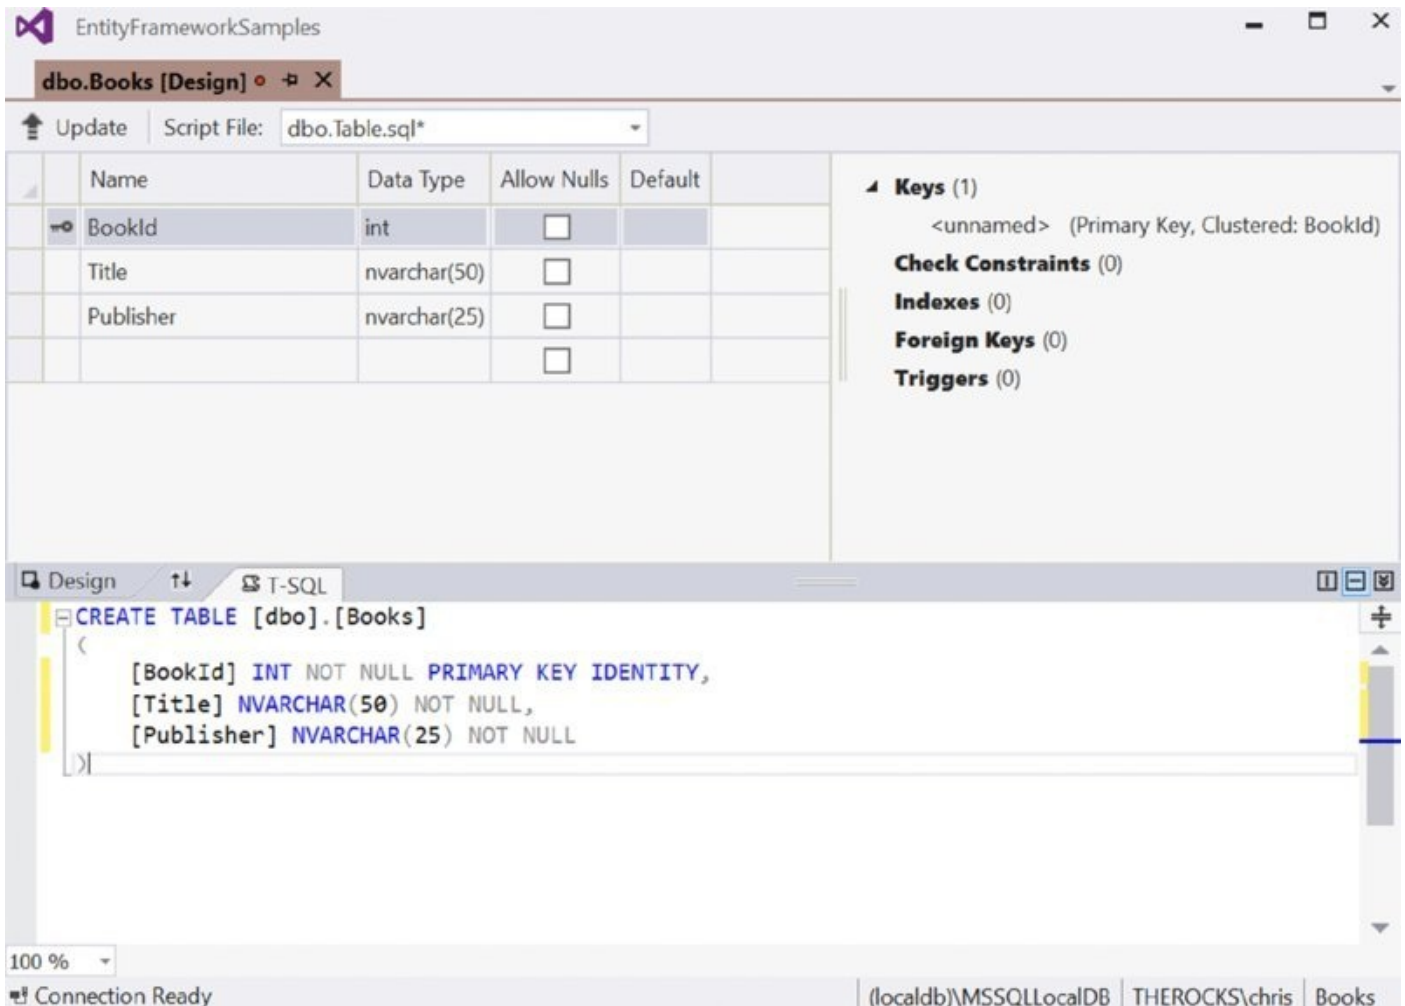 EntityFrameworkSamples
dbo.Books [Design]
Update Script File: dbo.Table.sql*
Name Data Type Allow Nulls Default
BookId int
Title nvarchar(50)
Publisher nvarchar(25)
Keys (1)
<unnamed> (Primary Key, Clustered: BookId)
Check Constraints (0)
Indexes (0)
Foreign Keys (0)
Triggers (0)
Design T-SQL
CREATE TABLE [dbo].[Books]
(
[BookId] INT NOT NULL PRIMARY KEY IDENTITY,
[Title] NVARCHAR(50) NOT NULL,
[Publisher] NVARCHAR(25) NOT NULL
)
100 %
Connection Ready (localdb)\MSSQLLocalDB THEROCKS\chris Books